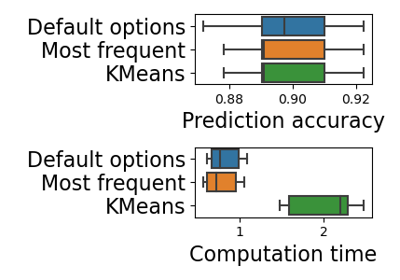 Default options
Most frequent
KMeans
0.88 0.90 0.92
Prediction accuracy
Default options
Most frequent
KMeans
1 2
Computation time